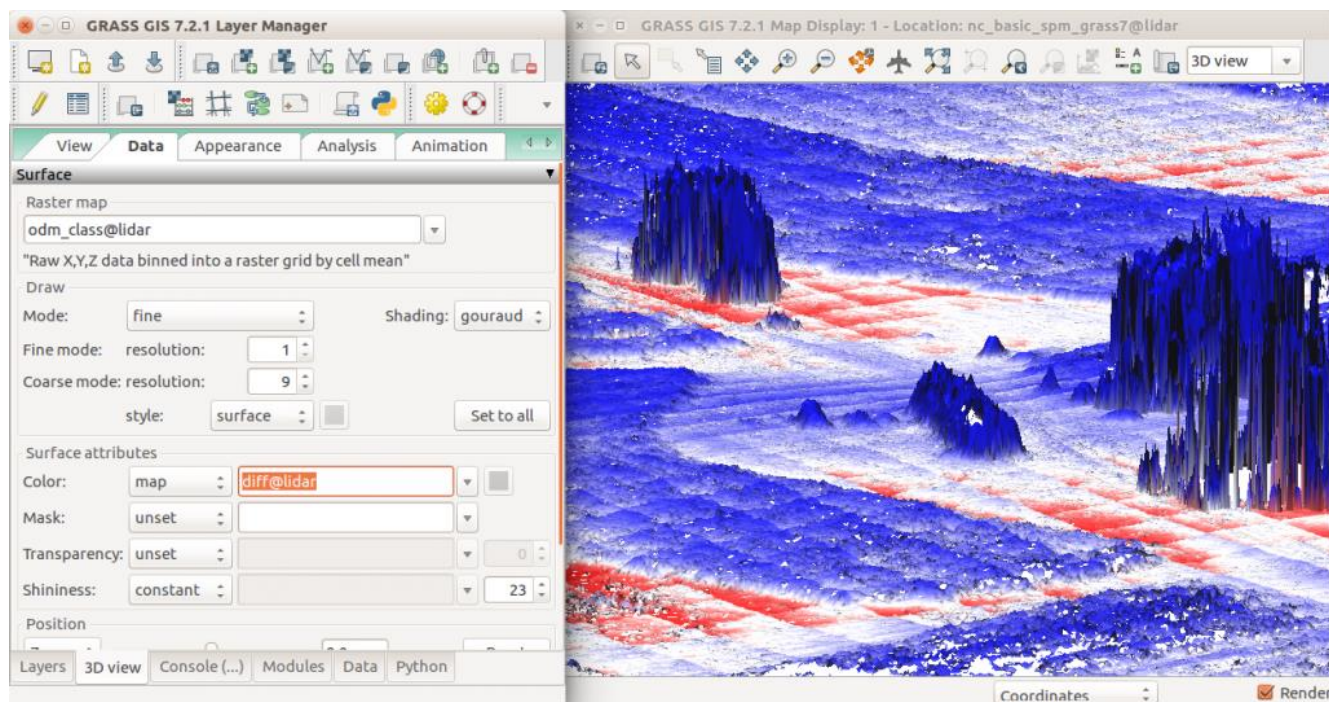 GRASS GIS 7.2.1 Layer Manager
GRASS GIS 7.2.1 Map Display: 1 - Location: nc_basic_spm_grass7@lidar
3D view
View Data Appearance Analysis Animation
Surface
Raster map
odm_class@lidar
"Raw X,Y,Z data binned into a raster grid by cell mean"
Draw
Mode: fine Shading: gouraud
Fine mode: resolution: 1
Coarse mode: resolution: 9
style: surface Set to all
Surface attributes
Color: map diff@lidar
Mask: unset
Transparency: unset 0
Shininess: constant 23
Position
Layers 3D view Console (...) Modules Data Python
Coordinates Render